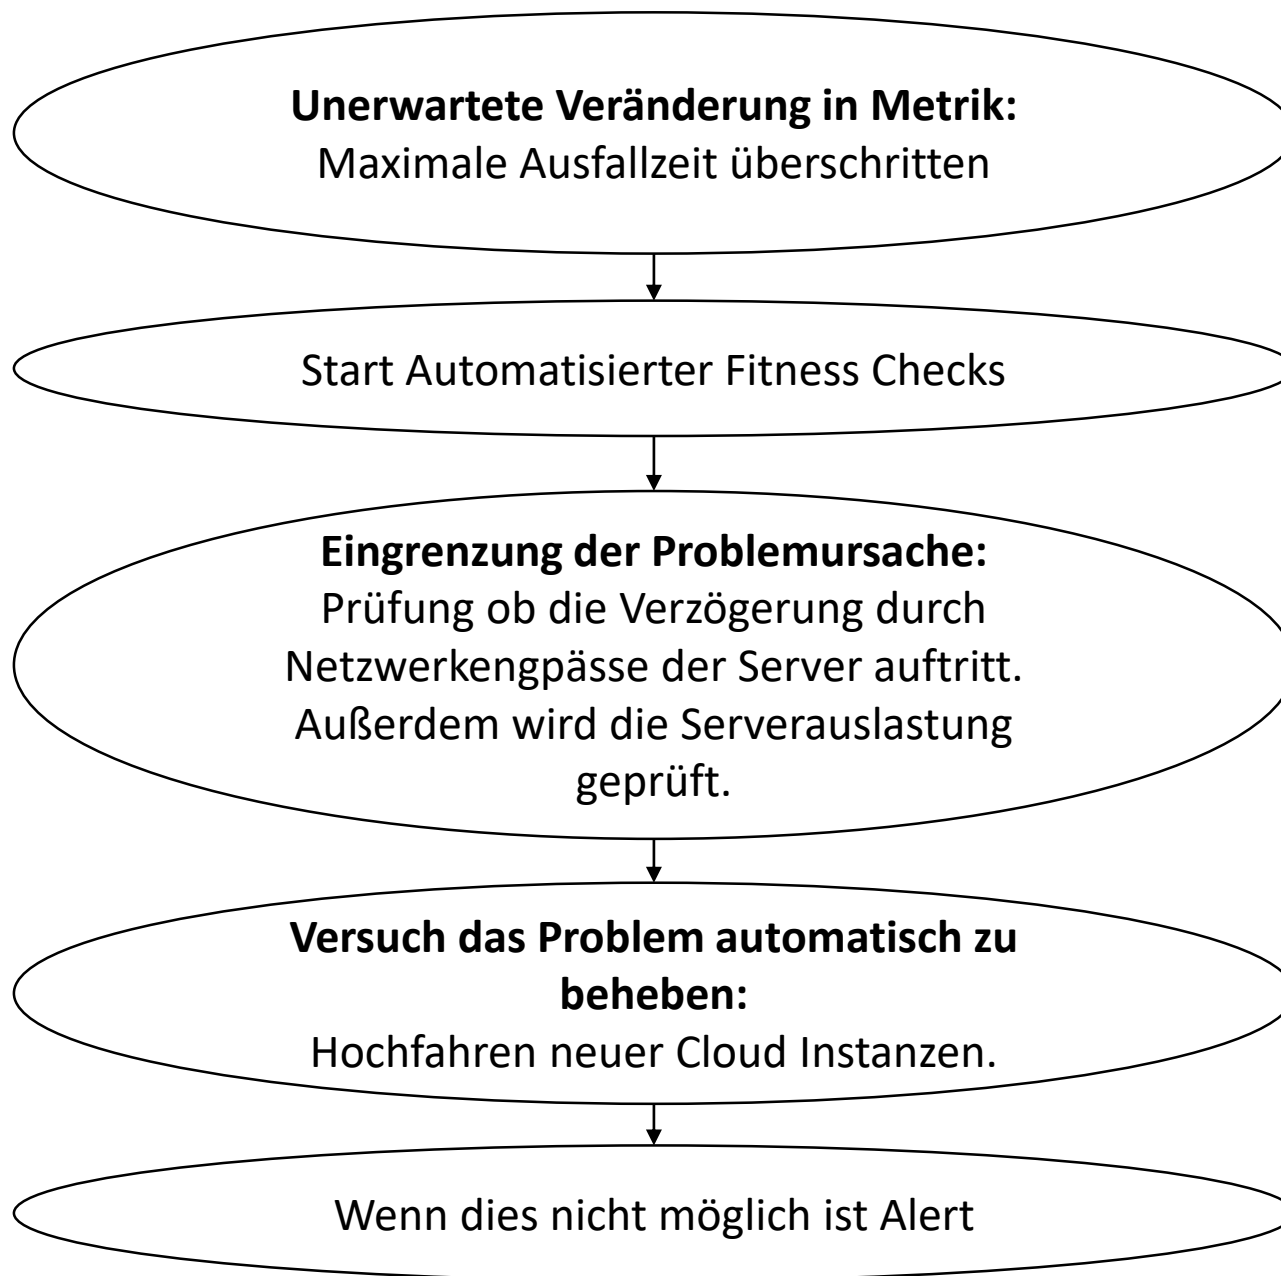 Unerwartete Veränderung in Metrik:
Maximale Ausfallzeit überschritten
Start Automatisierter Fitness Checks
Eingrenzung der Problemursache:
Prüfung ob die Verzögerung durch
Netzwerkengpässe der Server auftritt.
Außerdem wird die Serverauslastung
geprüft.
Versuch das Problem automatisch zu
beheben:
Hochfahren neuer Cloud Instanzen.
Wenn dies nicht möglich ist Alert